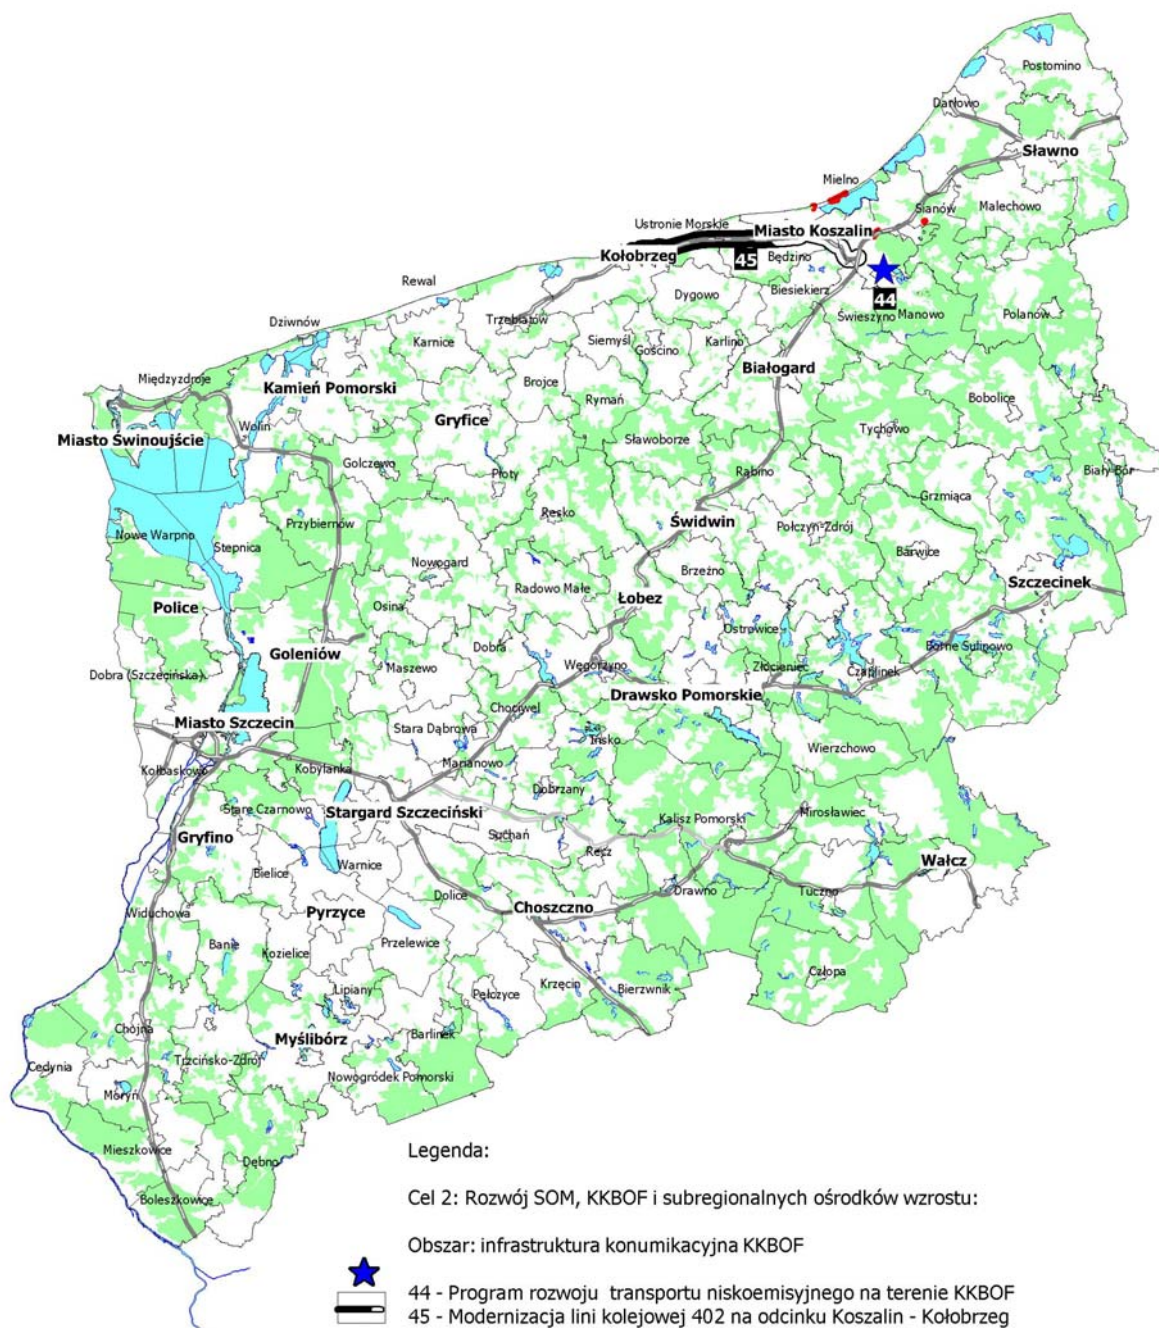 Postomino
Darłowo
Sławno
Mielno
Sianów
Malechowo
Ustronie Morskie
Miasto Koszalin
Kołobrzeg
45
Będzino
Rewal
Dygowo
Biesiekierz
44
Trzebiatów
Świeszyno
Manowo
Polanów
Dziwnów
Karnice
Siemyśl
Gościno
Karlino
Białogard
Międzyzdroje
Kamień Pomorski
Brojce
Rymań
Bobolice
Gryfice
Wolin
Miasto Świnoujście
Sławoborze
Tychowo
Golczewo
Płoty
Rąbino
Biały Bór
Grzmiąca
Resko
Świdwin
Przybiernów
Połczyn-Zdrój
Nowe Warpno
Stepnica
Barwice
Nowogard
Brzeżno
Radowo Małe
Szczecinek
Łobez
Police
Osina
Ostrowice
Goleniów
Dobra
Borne Sulinowo
Maszewo
Węgorzyno
Złocieniec
Czaplinek
Dobra (Szczecińska)
Drawsko Pomorskie
Chociwel
Miasto Szczecin
Stara Dąbrowa
Ińsko
Wierzchowo
Kołbaskowo
Kobylanka
Marianowo
Dobrzany
Stare Czarnowo
Stargard Szczeciński
Mirosławiec
Kalisz Pomorski
Gryfino
Suchań
Recz
Warnice
Wałcz
Bielice
Dolice
Drawno
Tuczno
Widuchowa
Pyrzyce
Choszczno
Banie
Kozielice
Przelewice
Człopa
Lipiany
Krzęcin
Bierzwnik
Pełczyce
Chojna
Myślibórz
Barlinek
Cedynia
Trzcińsko-Zdrój
Nowogródek Pomorski
Moryń
Mieszkowice
Dębno
Boleszkowice
Legenda:
Cel 2: Rozwój SOM, KKBOF i subregionalnych ośrodków wzrostu:
Obszar: infrastruktura konumikacyjna KKBOF
44 - Program rozwoju transportu niskoemisyjnego na terenie KKBOF
45 - Modernizacja lini kolejowej 402 na odcinku Koszalin - Kołobrzeg